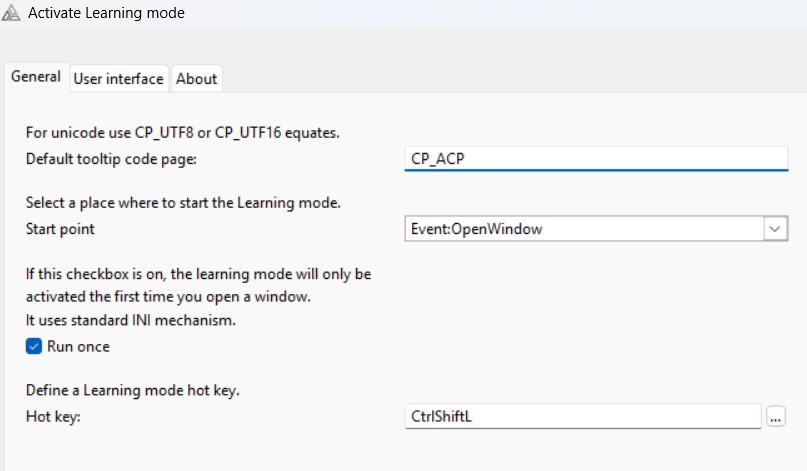 Activate Learning mode
General
User interface
About
For unicode use CP_UTF8 or CP_UTF16 equates.
Default tooltip code page:
CP_ACP
Select a place where to start the Learning mode.
Start point
Event:OpenWindow
If this checkbox is on, the learning mode will only be
activated the first time you open a window.
It uses standard INI mechanism.
Run once
Define a Learning mode hot key.
Hot key:
CtrlShiftL
...